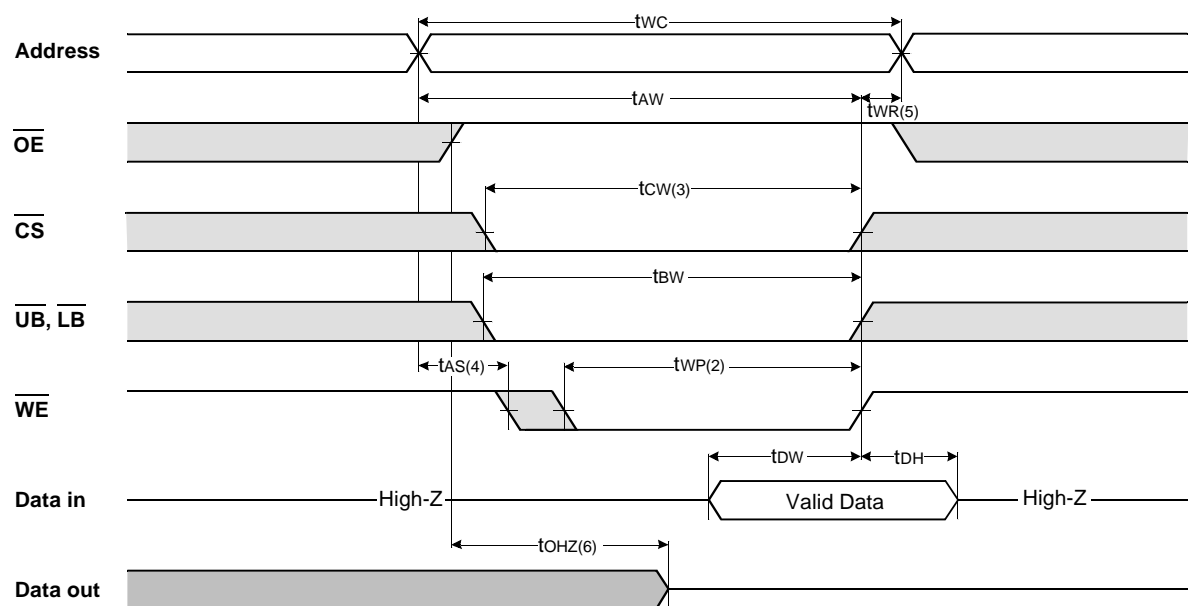 tWC
Address
tAW
tWR(5)
OE
tCW(3)
CS
tBW
UB, LB
tAS(4)
tWP(2)
WE
tDW
tDH
Data in
High-Z
Valid Data
High-Z
tOHZ(6)
Data out